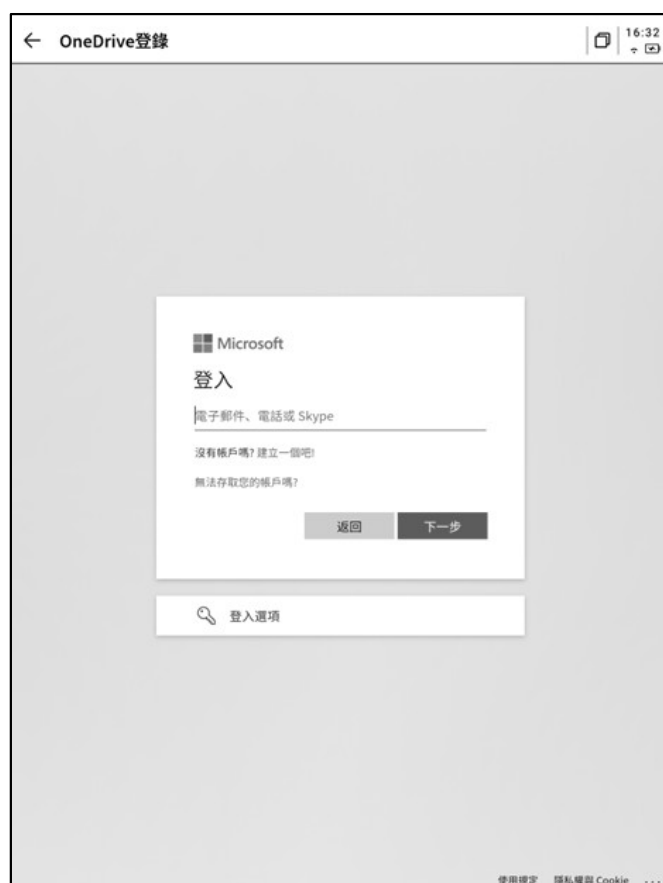 OneDrive登錄
16:32
Microsoft
登入
電子郵件、電話或 Skype
沒有帳戶嗎? 建立一個吧!
無法存取您的帳戶嗎?
返回 下一步
登入選項
使用規定 隱私權與 Cookie ...